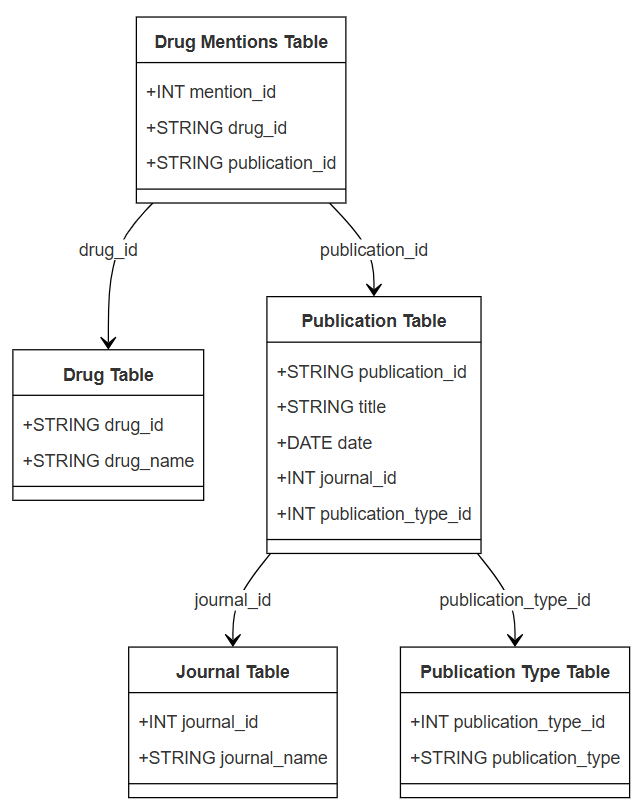 Drug Mentions Table
+INT mention_id
+STRING drug_id
+STRING publication_id
drug_id
publication_id
Drug Table
+STRING drug_id
+STRING drug_name
Publication Table
+STRING publication_id
+STRING title
+DATE date
+INT journal_id
+INT publication_type_id
journal_id
publication_type_id
Journal Table
+INT journal_id
+STRING journal_name
Publication Type Table
+INT publication_type_id
+STRING publication_type